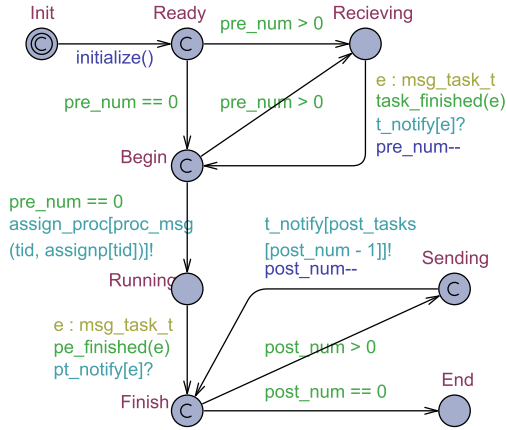 Init
Ready
Recieving
C
C
pre_num > 0
initialize()
pre_num == 0
pre_num > 0
e : msg_task_t
task_finished(e)
t_notify[e]?
pre_num--
Begin
C
pre_num == 0
assign_proc[proc_msg
(tid, assignp[tid])]!
t_notify[post_tasks
[post_num - 1]]!
post_num--
Sending
C
Running
e : msg_task_t
pe_finished(e)
pt_notify[e]?
post_num > 0
Finish
C
post_num == 0
End